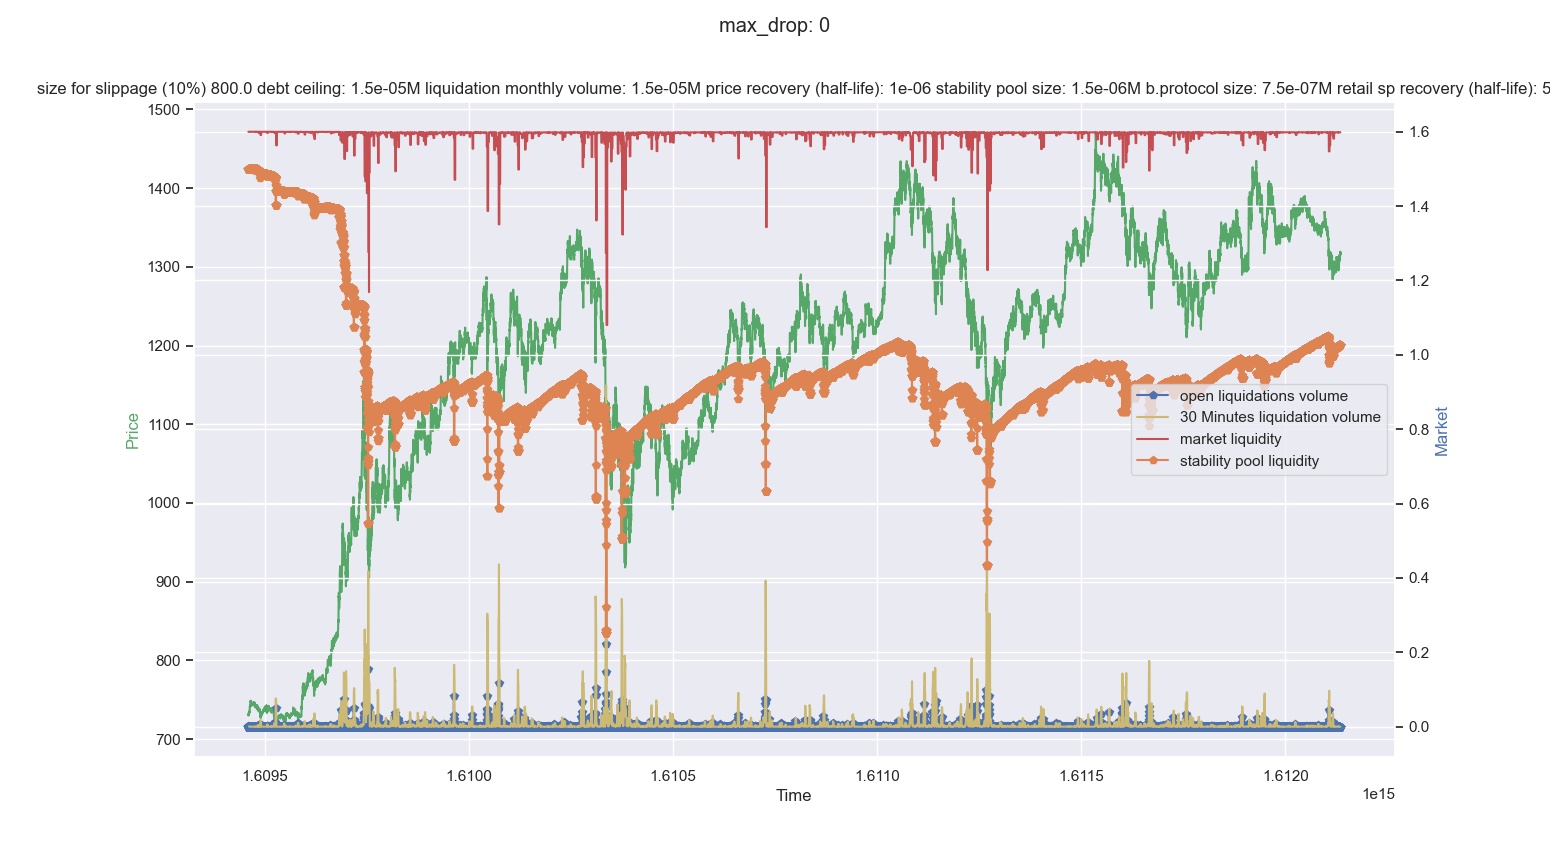 max_drop: 0
size for slippage (10%) 800.0 debt ceiling: 1.5e-05M liquidation monthly volume: 1.5e-05M price recovery (half-life): 1e-06 stability pool size: 1.5e-06M b.protocol size: 7.5e-07M retail sp recovery (half-life): 5
1500
1400
1300
1200
1100
1000
900
800
700
Price
1.6
1.4
1.2
1.0
0.8
0.6
0.4
0.2
0.0
Market
open liquidations volume
30 Minutes liquidation volume
market liquidity
stability pool liquidity
1.6095
1.6100
1.6105
1.6110
1.6115
1.6120
Time
1e15